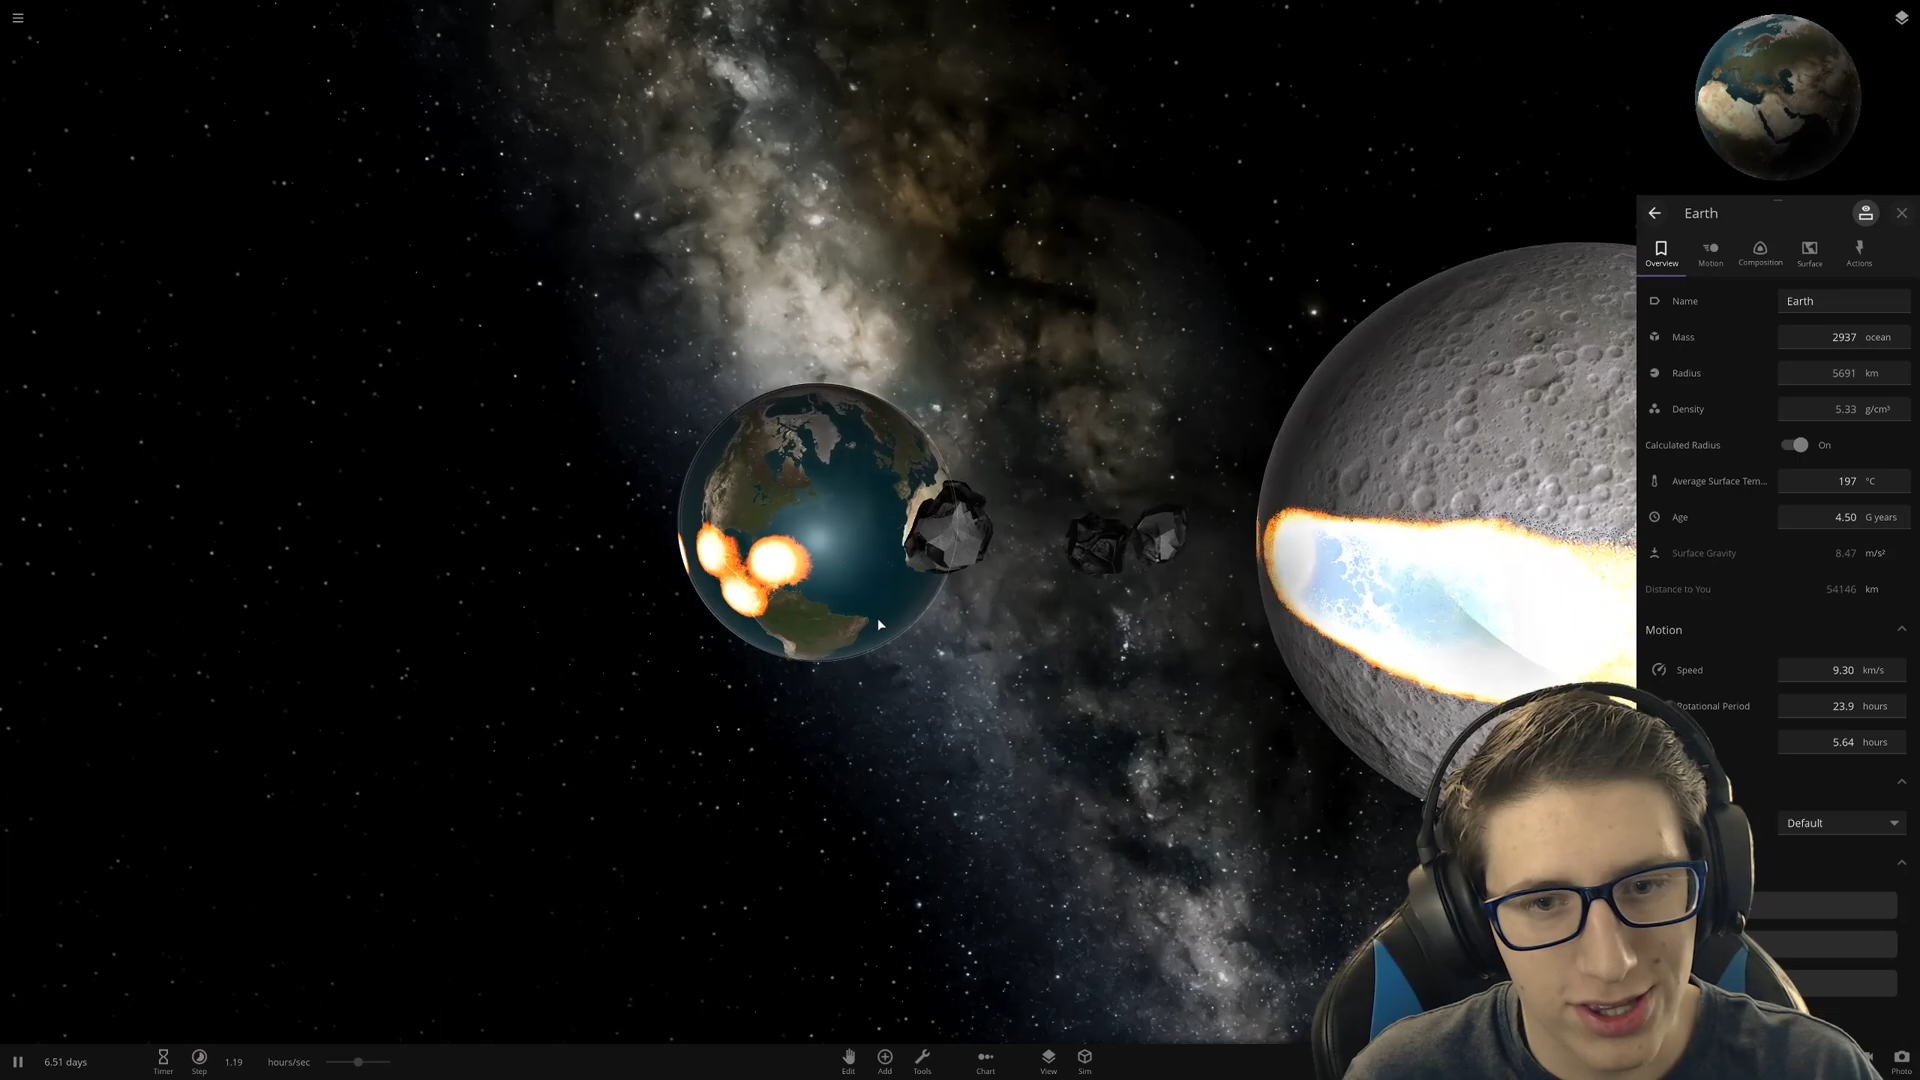 Earth
Overview
Motion
Composition
Surface
Actions
Name Earth
Mass 2937 ocean
Radius 5691 km
Density 5.33 g/cm³
Calculated Radius On
Average Surface Tem... 197 °C
Age 4.50 G years
Surface Gravity 8.47 m/s²
Distance to You 54146 km
Motion
Speed 9.30 km/s
Rotational Period 23.9 hours
5.64 hours
Default
6.51 days
Timer
Step
1.19 hours/sec
Edit
Add
Tools
Chart
View
Sim
Photo